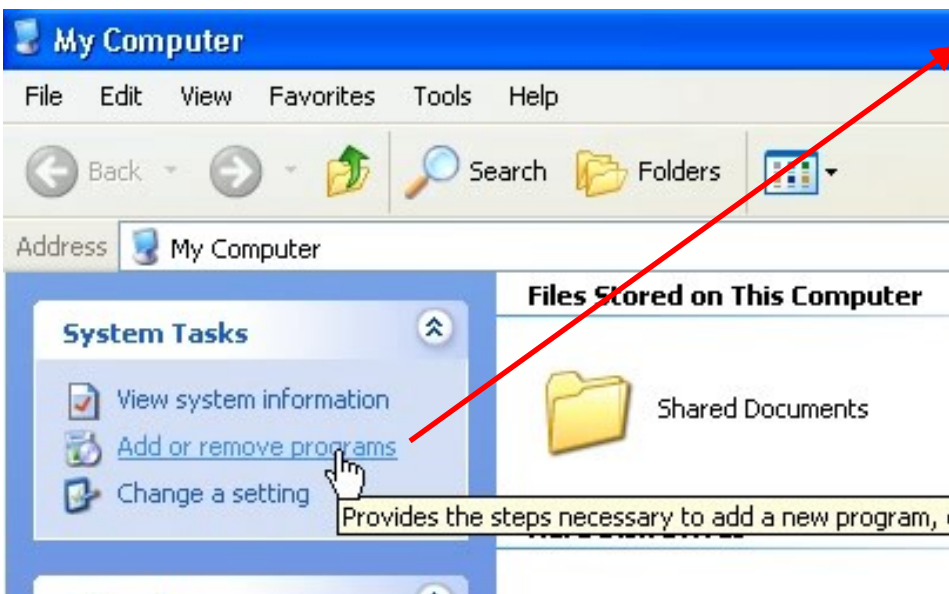 My Computer
File Edit View Favorites Tools Help
Back Search Folders
Address My Computer
Files Stored on This Computer
System Tasks
View system information
Shared Documents
Add or remove programs
Change a setting
Provides the steps necessary to add a new program,